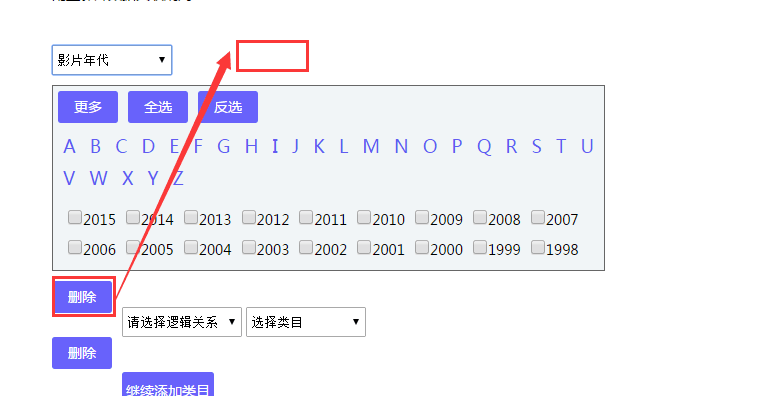 影片年代
更多 全选 反选
A B C D E F G H I J K L M N O P Q R S T U
V W X Y Z
2015 2014 2013 2012 2011 2010 2009 2008 2007
2006 2005 2004 2003 2002 2001 2000 1999 1998
删除
请选择逻辑关系 选择类目
删除
继续添加类目